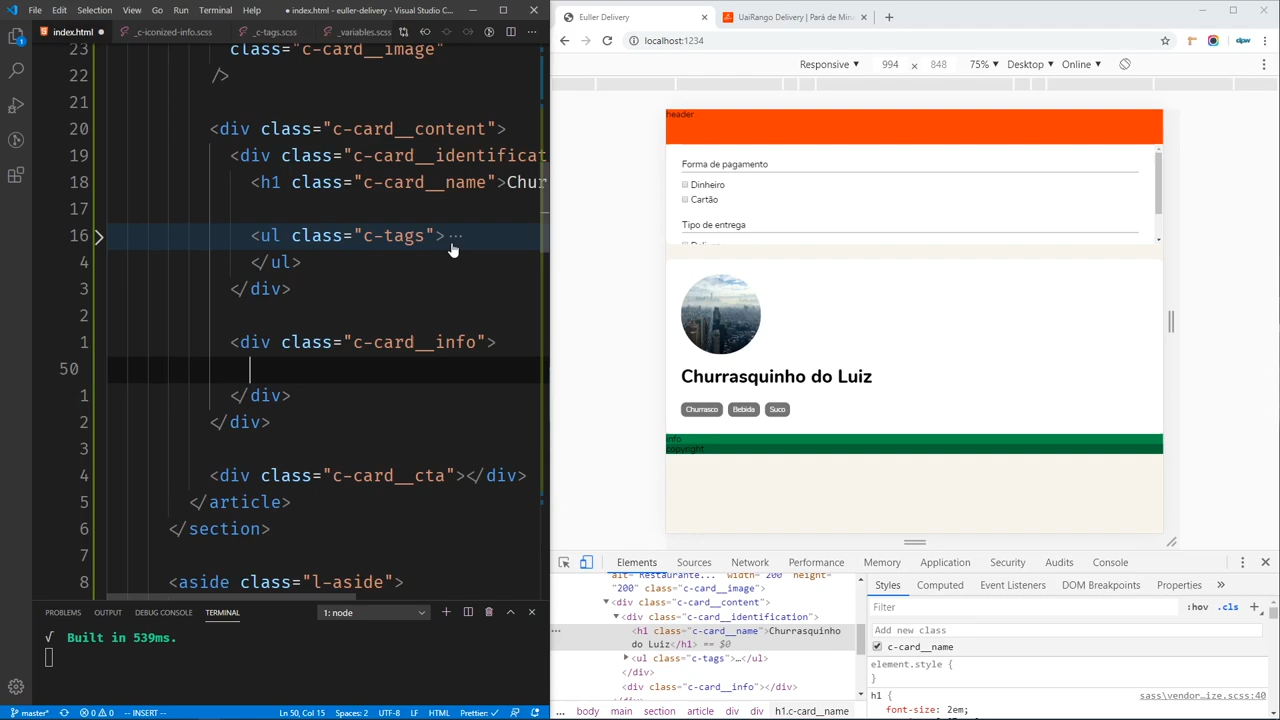 File Edit Selection View Go Run Terminal ... ● index.html - euller-delivery - Visual Studio C...
index.html ● _c-iconized-info.scss _c-tags.scss _variables.scss
23 class="c-card__image"
22 />
21
20 <div class="c-card__content">
19 <div class="c-card__identificat
18 <h1 class="c-card__name">Chur
17
16 <ul class="c-tags">...
4 </ul>
3 </div>
2
1 <div class="c-card__info">
50
1 </div>
2 </div>
3
4 <div class="c-card__cta"></div>
5 </article>
6 </section>
7
8 <aside class="l-aside">
PROBLEMS OUTPUT DEBUG CONSOLE TERMINAL 1: node
√ Built in 539ms.
master* 0 0 -- INSERT -- Ln 50, Col 15 Spaces: 2 UTF-8 LF HTML Prettier: ✓
Euller Delivery UaiRango Delivery | Pará de Min
localhost:1234
Responsive 994 × 848 75% Desktop Online
header
Forma de pagamento
Dinheiro
Cartão
Tipo de entrega
Churrasquinho do Luiz
Churrasco Bebida Suco
info
copyright
Elements Sources Network Performance Memory Application Security Audits Console
alt="Restaurante..." width="200" height=
"200" class="c-card__image">
<div class="c-card__content">
<div class="c-card__identification">
... <h1 class="c-card__name">Churrasquinho
do Luiz</h1> == $0
<ul class="c-tags">…</ul>
</div>
<div class="c-card__info"></div>
... body main section article div div h1.c-card__name
Styles Computed Event Listeners DOM Breakpoints Properties »
Filter :hov .cls +
Add new class
c-card__name
element.style {
}
h1 { sass\vendor…ize.scss:40
font-size: 2em;